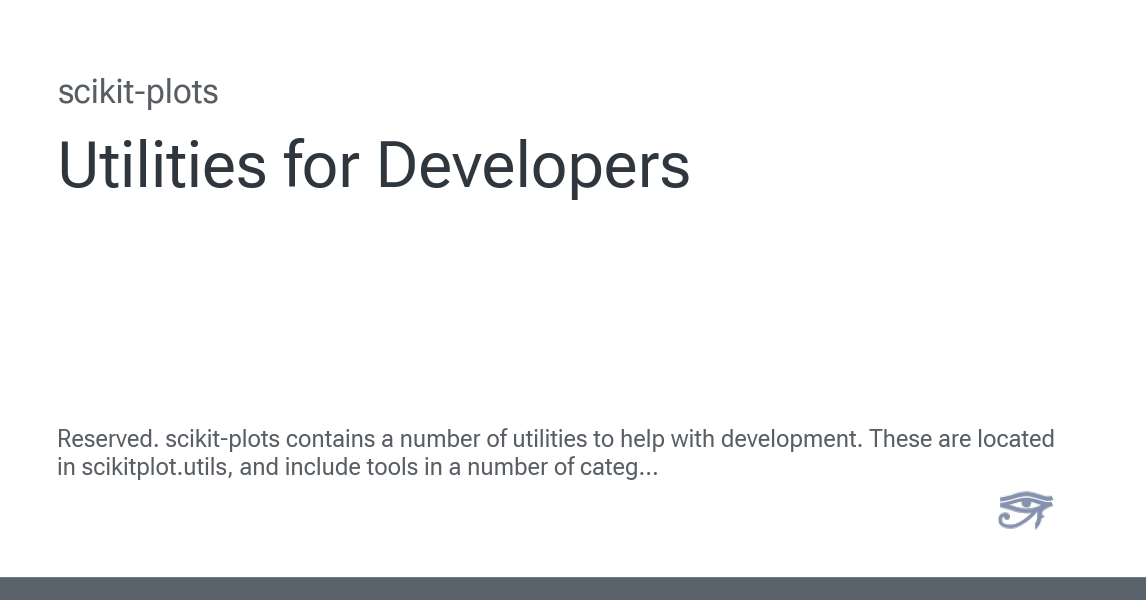 scikit-plots
Utilities for Developers
Reserved. scikit-plots contains a number of utilities to help with development. These are located
in scikitplot.utils, and include tools in a number of categ...